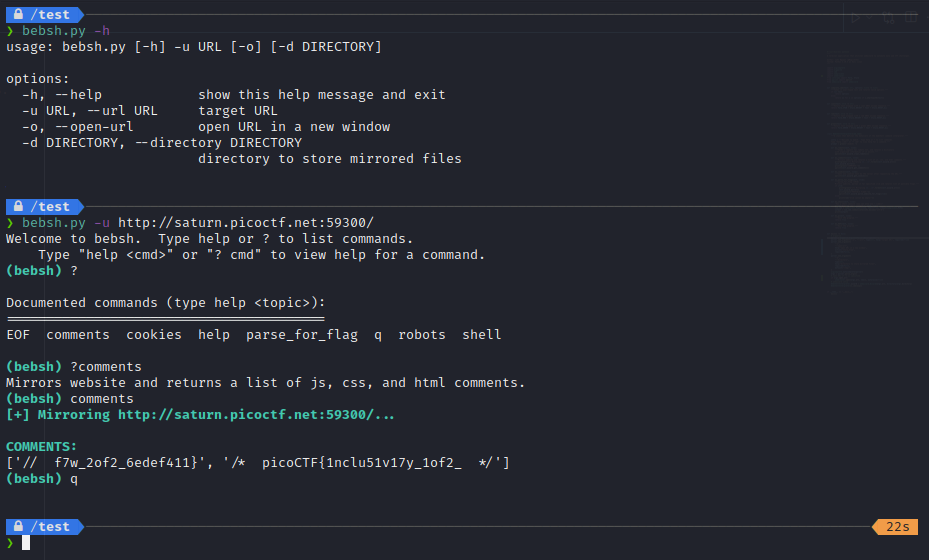 /test
❯ bebsh.py -h
usage: bebsh.py [-h] -u URL [-o] [-d DIRECTORY]
options:
-h, --help show this help message and exit
-u URL, --url URL target URL
-o, --open-url open URL in a new window
-d DIRECTORY, --directory DIRECTORY
directory to store mirrored files
/test
❯ bebsh.py -u http://saturn.picoctf.net:59300/
Welcome to bebsh.  Type help or ? to list commands.
Type "help <cmd>" or "? cmd" to view help for a command.
(bebsh) ?
Documented commands (type help <topic>):
========================================
EOF  comments  cookies  help  parse_for_flag  q  robots  shell
(bebsh) ?comments
Mirrors website and returns a list of js, css, and html comments.
(bebsh) comments
[+] Mirroring http://saturn.picoctf.net:59300/...
COMMENTS:
['//  f7w_2of2_6edef411}', '/*  picoCTF{1nclu51v17y_1of2_  */']
(bebsh) q
/test 22s
❯